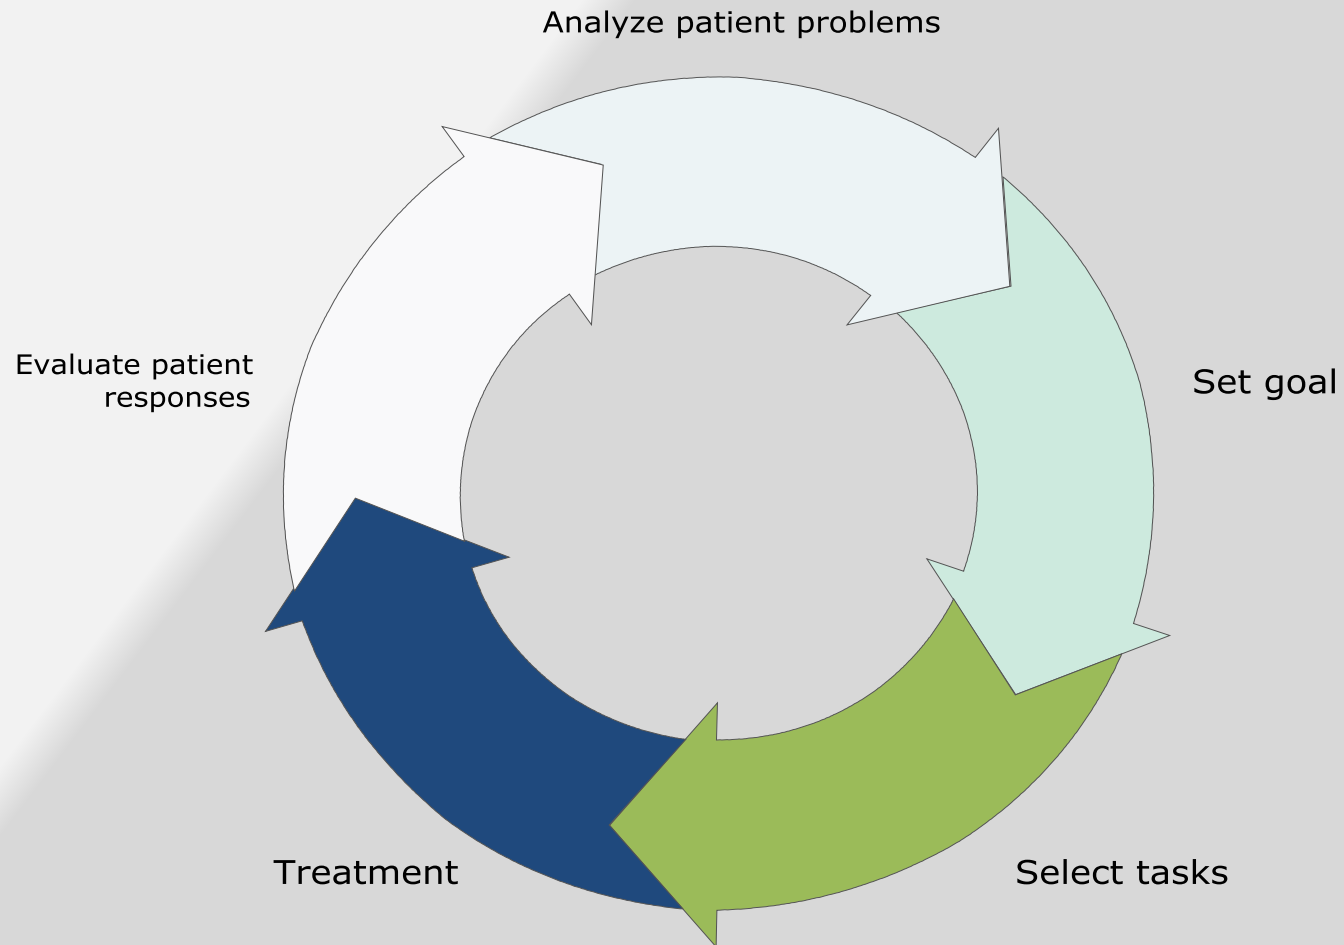 Analyze patient problems
Set goal
Select tasks
Treatment
Evaluate patient
responses